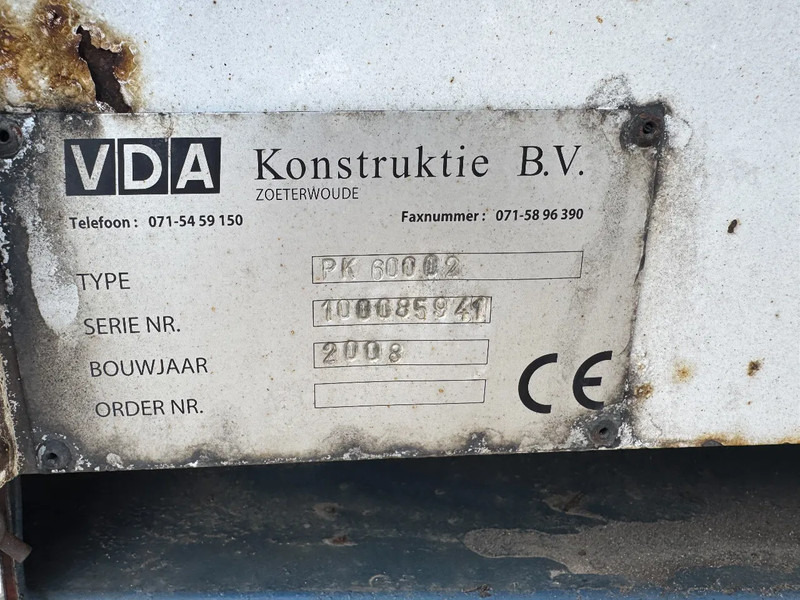 VDA Konstruktie B.V.
ZOETERWOUDE
Telefoon : 071-54 59 150 Faxnummer : 071-58 96 390
TYPE PK 60002
SERIE NR. 100085941
BOUWJAAR 2008
ORDER NR.
CE